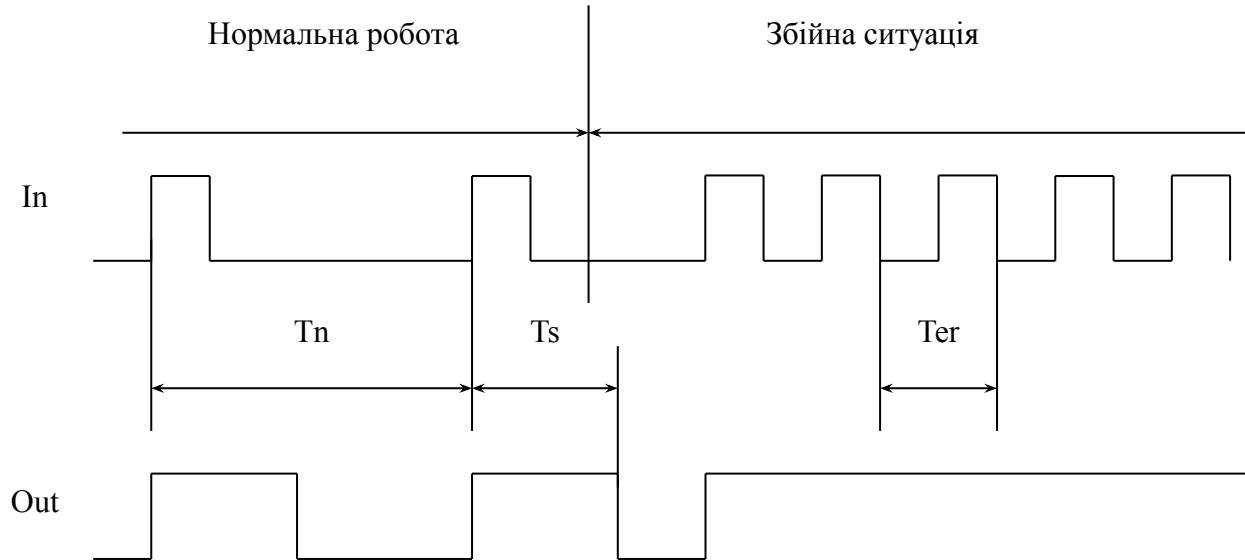 Нормальна робота
Збійна ситуація
In
Tn
Ts
Ter
Out